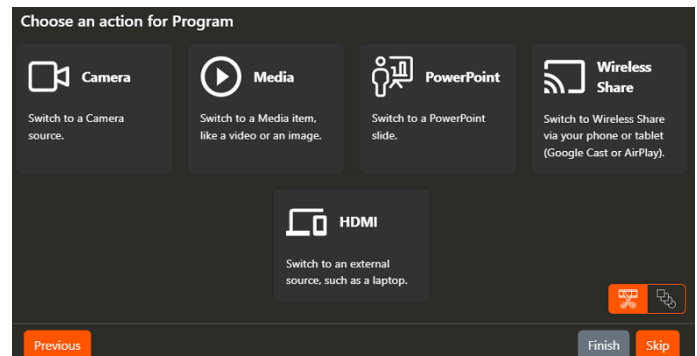 Choose an action for Program
Camera
Switch to a Camera
source.
Media
Switch to a Media item,
like a video or an image.
PowerPoint
Switch to a PowerPoint
slide.
Wireless
Share
Switch to Wireless Share
via your phone or tablet
(Google Cast or AirPlay).
HDMI
Switch to an external
source, such as a laptop.
Previous
Finish
Skip